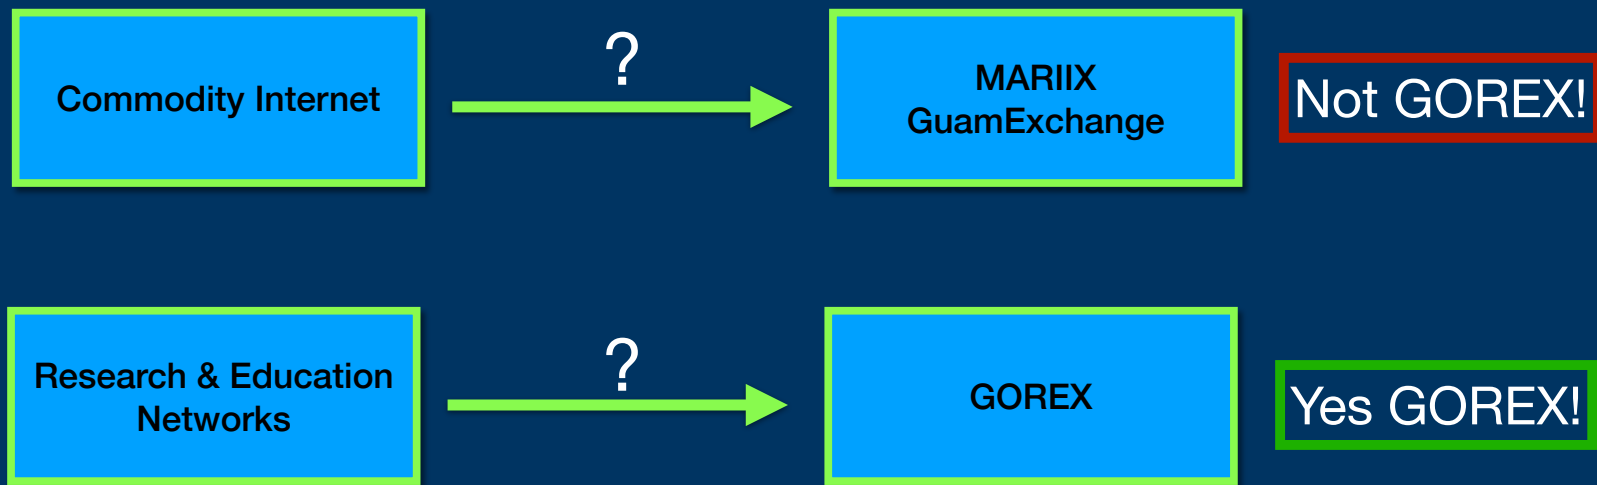 Commodity Internet
?
MARIIX
GuamExchange
Not GOREX!
Research & Education
Networks
?
GOREX
Yes GOREX!